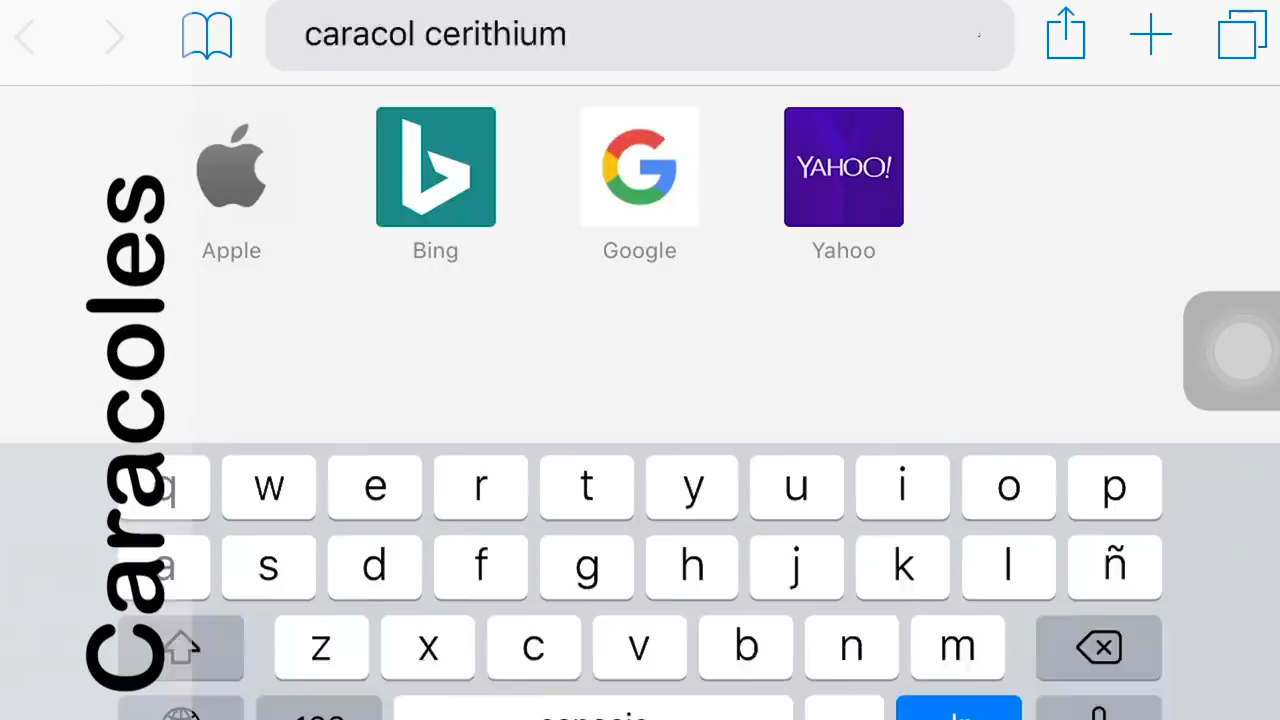 caracol cerithium
YAHOO!
Apple
Bing
Google
Yahoo
Caracoles
q w e r t y u i o p
a s d f g h j k l ñ
z x c v b n m